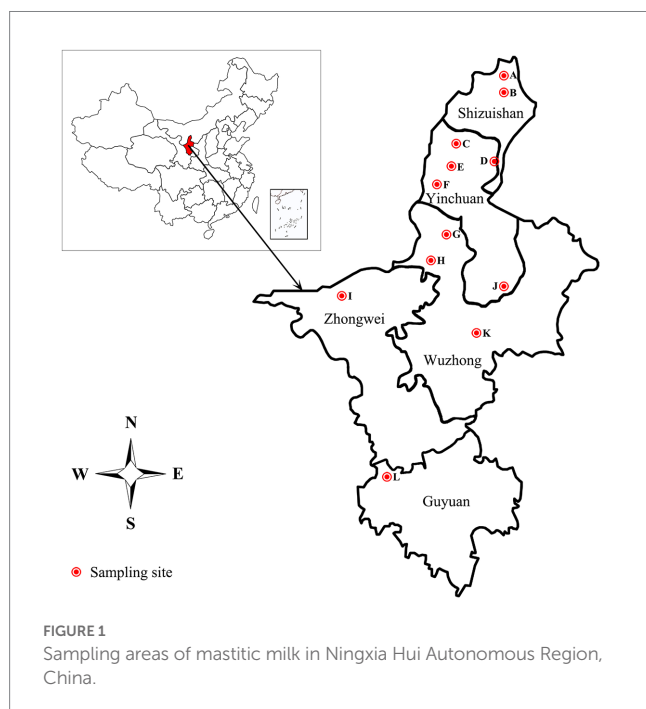 A
B
Shizuishan
C
D
E
F
Yinchuan
G
H
J
I
Zhongwei
K
Wuzhong
N
W
E
S
L
Guyuan
Sampling site
FIGURE 1
Sampling areas of mastitic milk in Ningxia Hui Autonomous Region,
China.